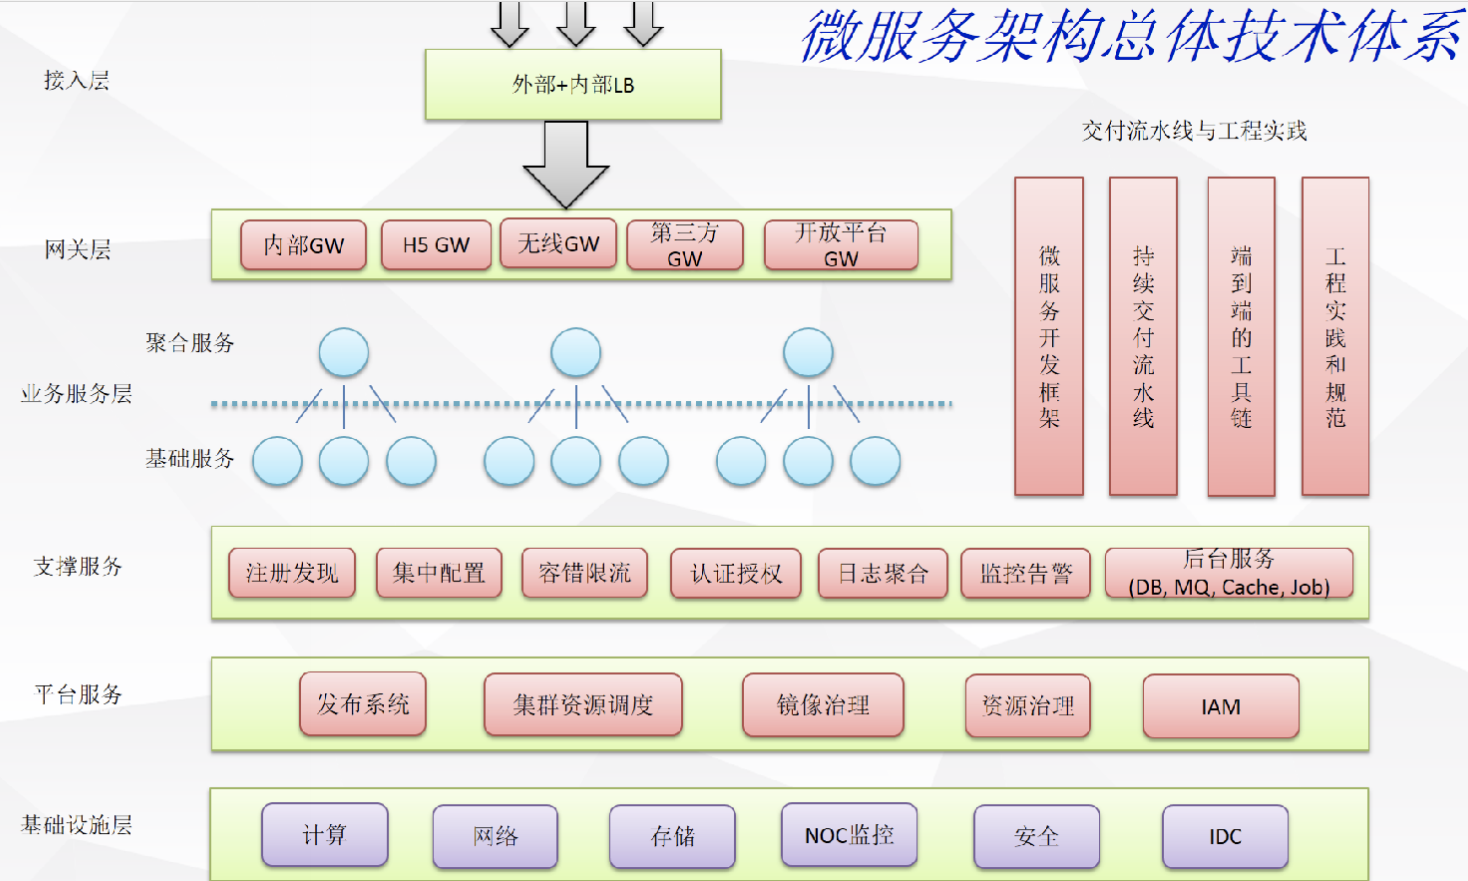 微服务架构总体技术体系
接入层
外部+内部LB
交付流水线与工程实践
网关层
内部GW
H5 GW
无线GW
第三方
GW
开放平台
GW
微服务开发框架
持续交付流水线
端到端的工具链
工程实践和规范
聚合服务
业务服务层
基础服务
支撑服务
注册发现
集中配置
容错限流
认证授权
日志聚合
监控告警
后台服务
(DB, MQ, Cache, Job)
平台服务
发布系统
集群资源调度
镜像治理
资源治理
IAM
基础设施层
计算
网络
存储
NOC监控
安全
IDC